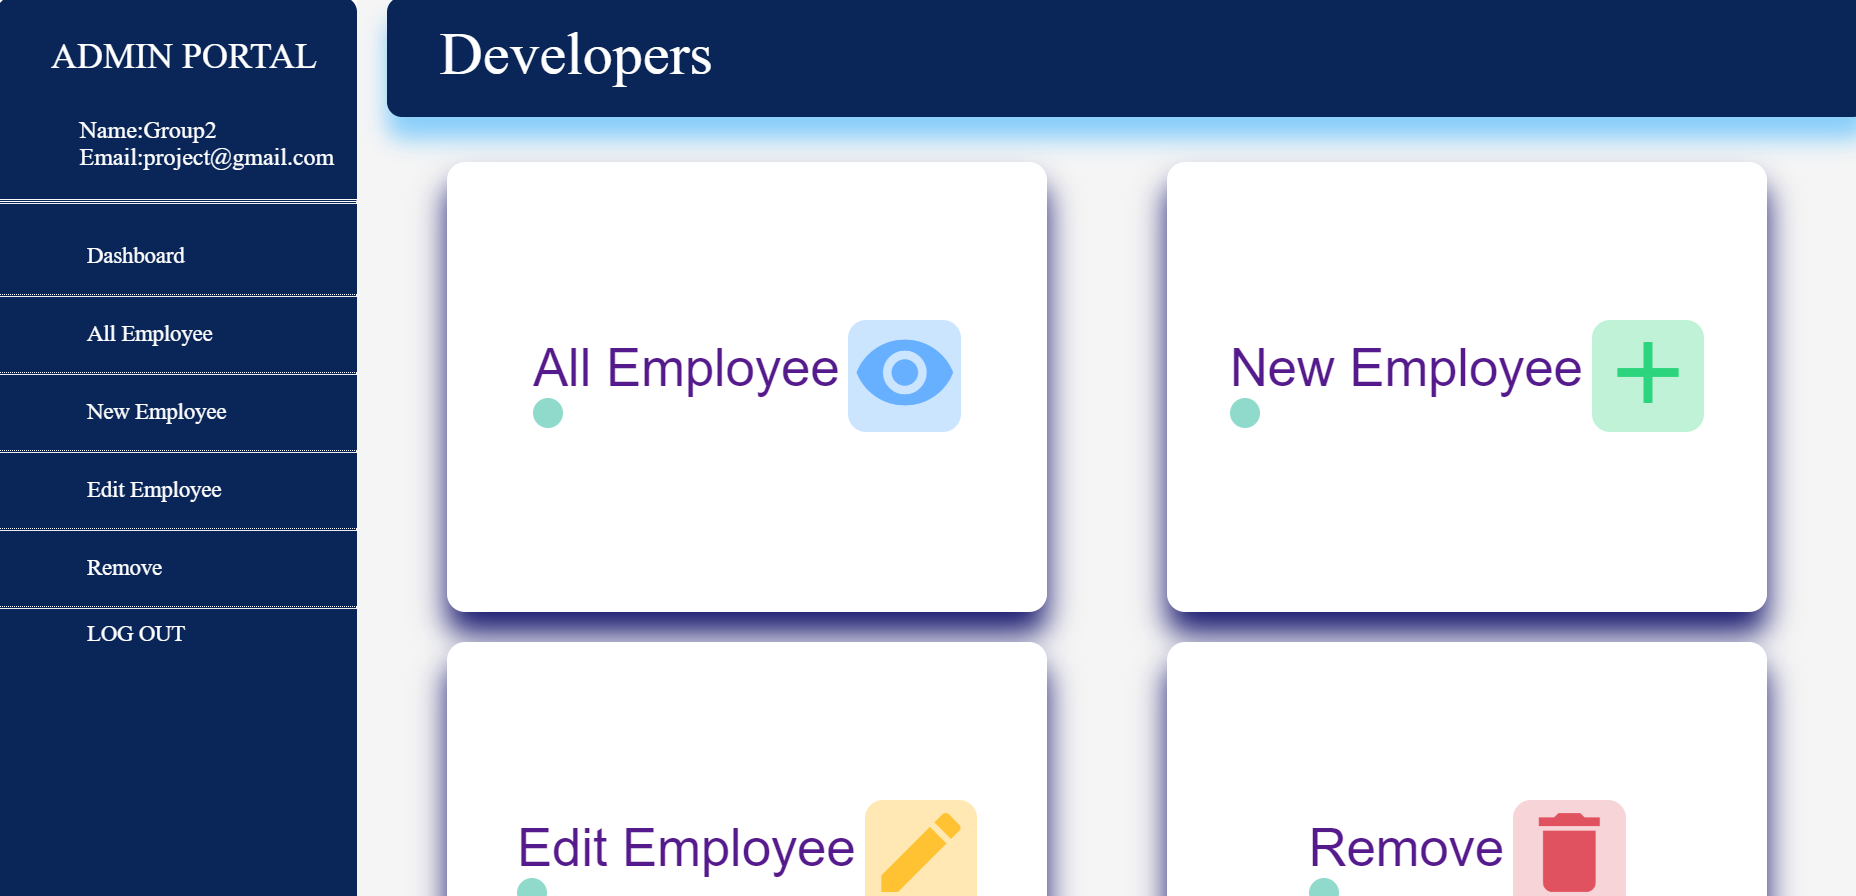 ADMIN PORTAL
Name:Group2
Email:project@gmail.com
Dashboard
All Employee
New Employee
Edit Employee
Remove
LOG OUT
Developers
All Employee
New Employee
Edit Employee
Remove